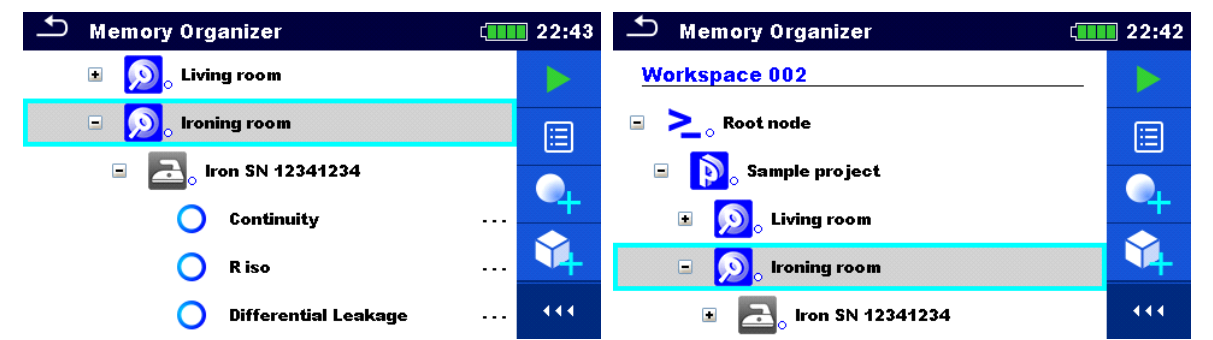 Memory Organizer 22:43
Living room
Ironing room
Iron SN 12341234
Continuity ---
R iso ---
Differential Leakage ---
Memory Organizer 22:42
Workspace 002
Root node
Sample project
Living room
Ironing room
Iron SN 12341234